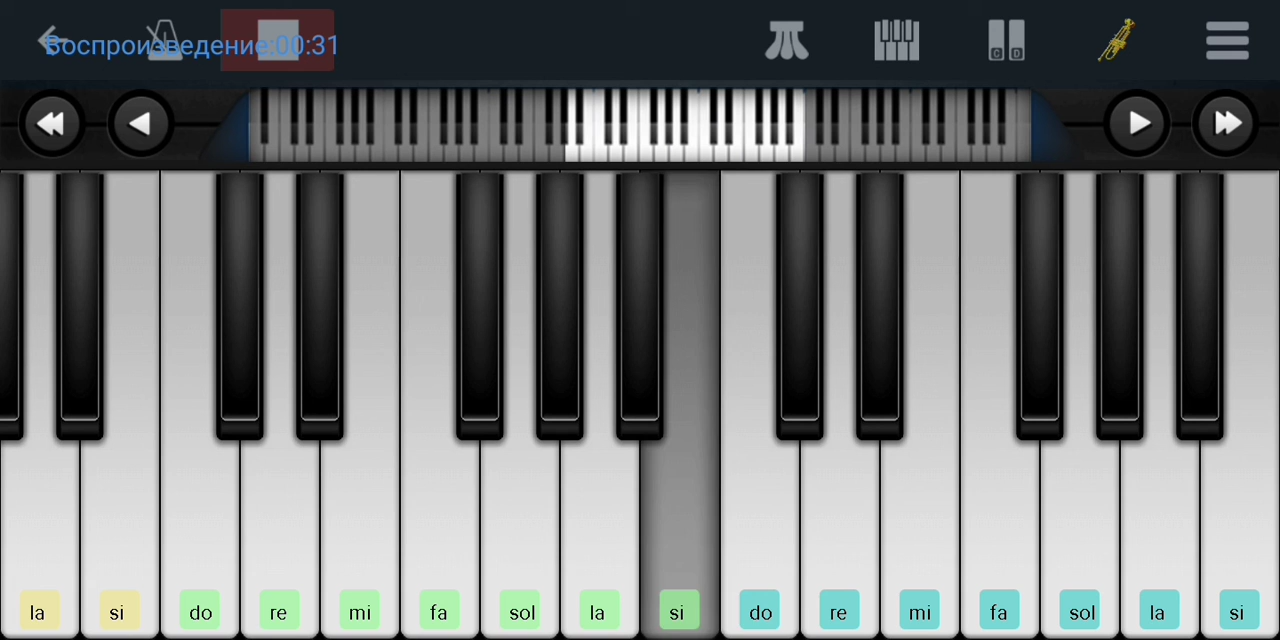 Воспроизведение:00:31
C D
la si do re mi fa sol la si do re mi fa sol la si